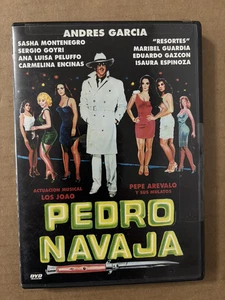 ANDRES GARCIA
SASHA MONTENEGRO
SERGIO GOYRI
ANA LUISA PELUFFO
CARMELINA ENCINAS
"RESORTES"
MARIBEL GUARDIA
EDUARDO GAZCON
ISAURA ESPINOZA
ACTUACION MUSICAL
LOS JOAO
PEPE AREVALO
Y SUS MULATOS
PEDRO
NAVAJA
DVD